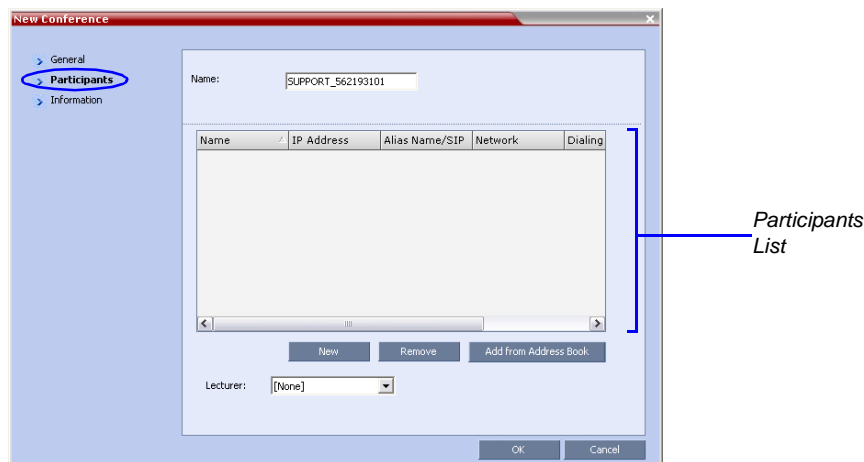 New Conference
General
Participants
Information
Name: SUPPORT_562193101
Name IP Address Alias Name/SIP Network Dialing
Participants
List
New Remove Add from Address Book
Lecturer: [None]
OK Cancel